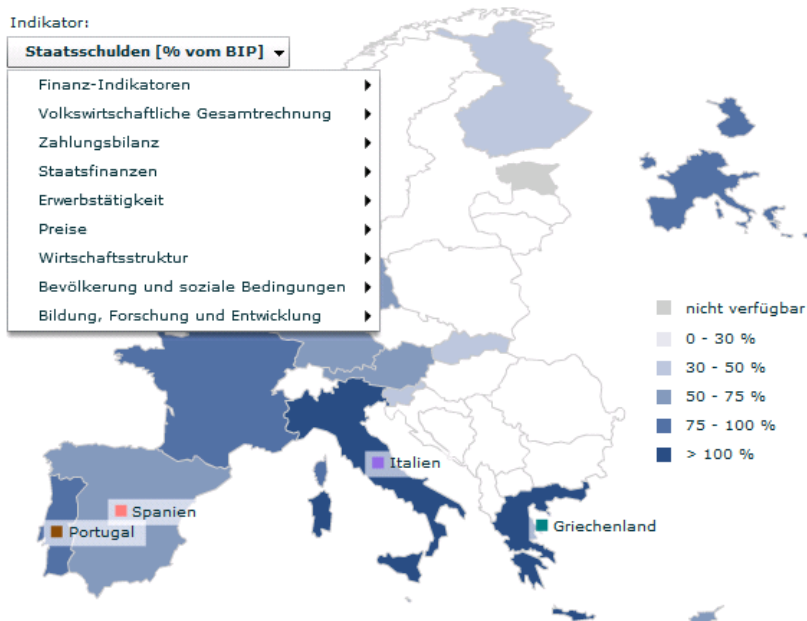 Indikator:
Staatsschulden [% vom BIP]
Finanz-Indikatoren
Volkswirtschaftliche Gesamtrechnung
Zahlungsbilanz
Staatsfinanzen
Erwerbstätigkeit
Preise
Wirtschaftsstruktur
Bevölkerung und soziale Bedingungen
Bildung, Forschung und Entwicklung
nicht verfügbar
0 - 30 %
30 - 50 %
50 - 75 %
75 - 100 %
> 100 %
Italien
Spanien
Portugal
Griechenland